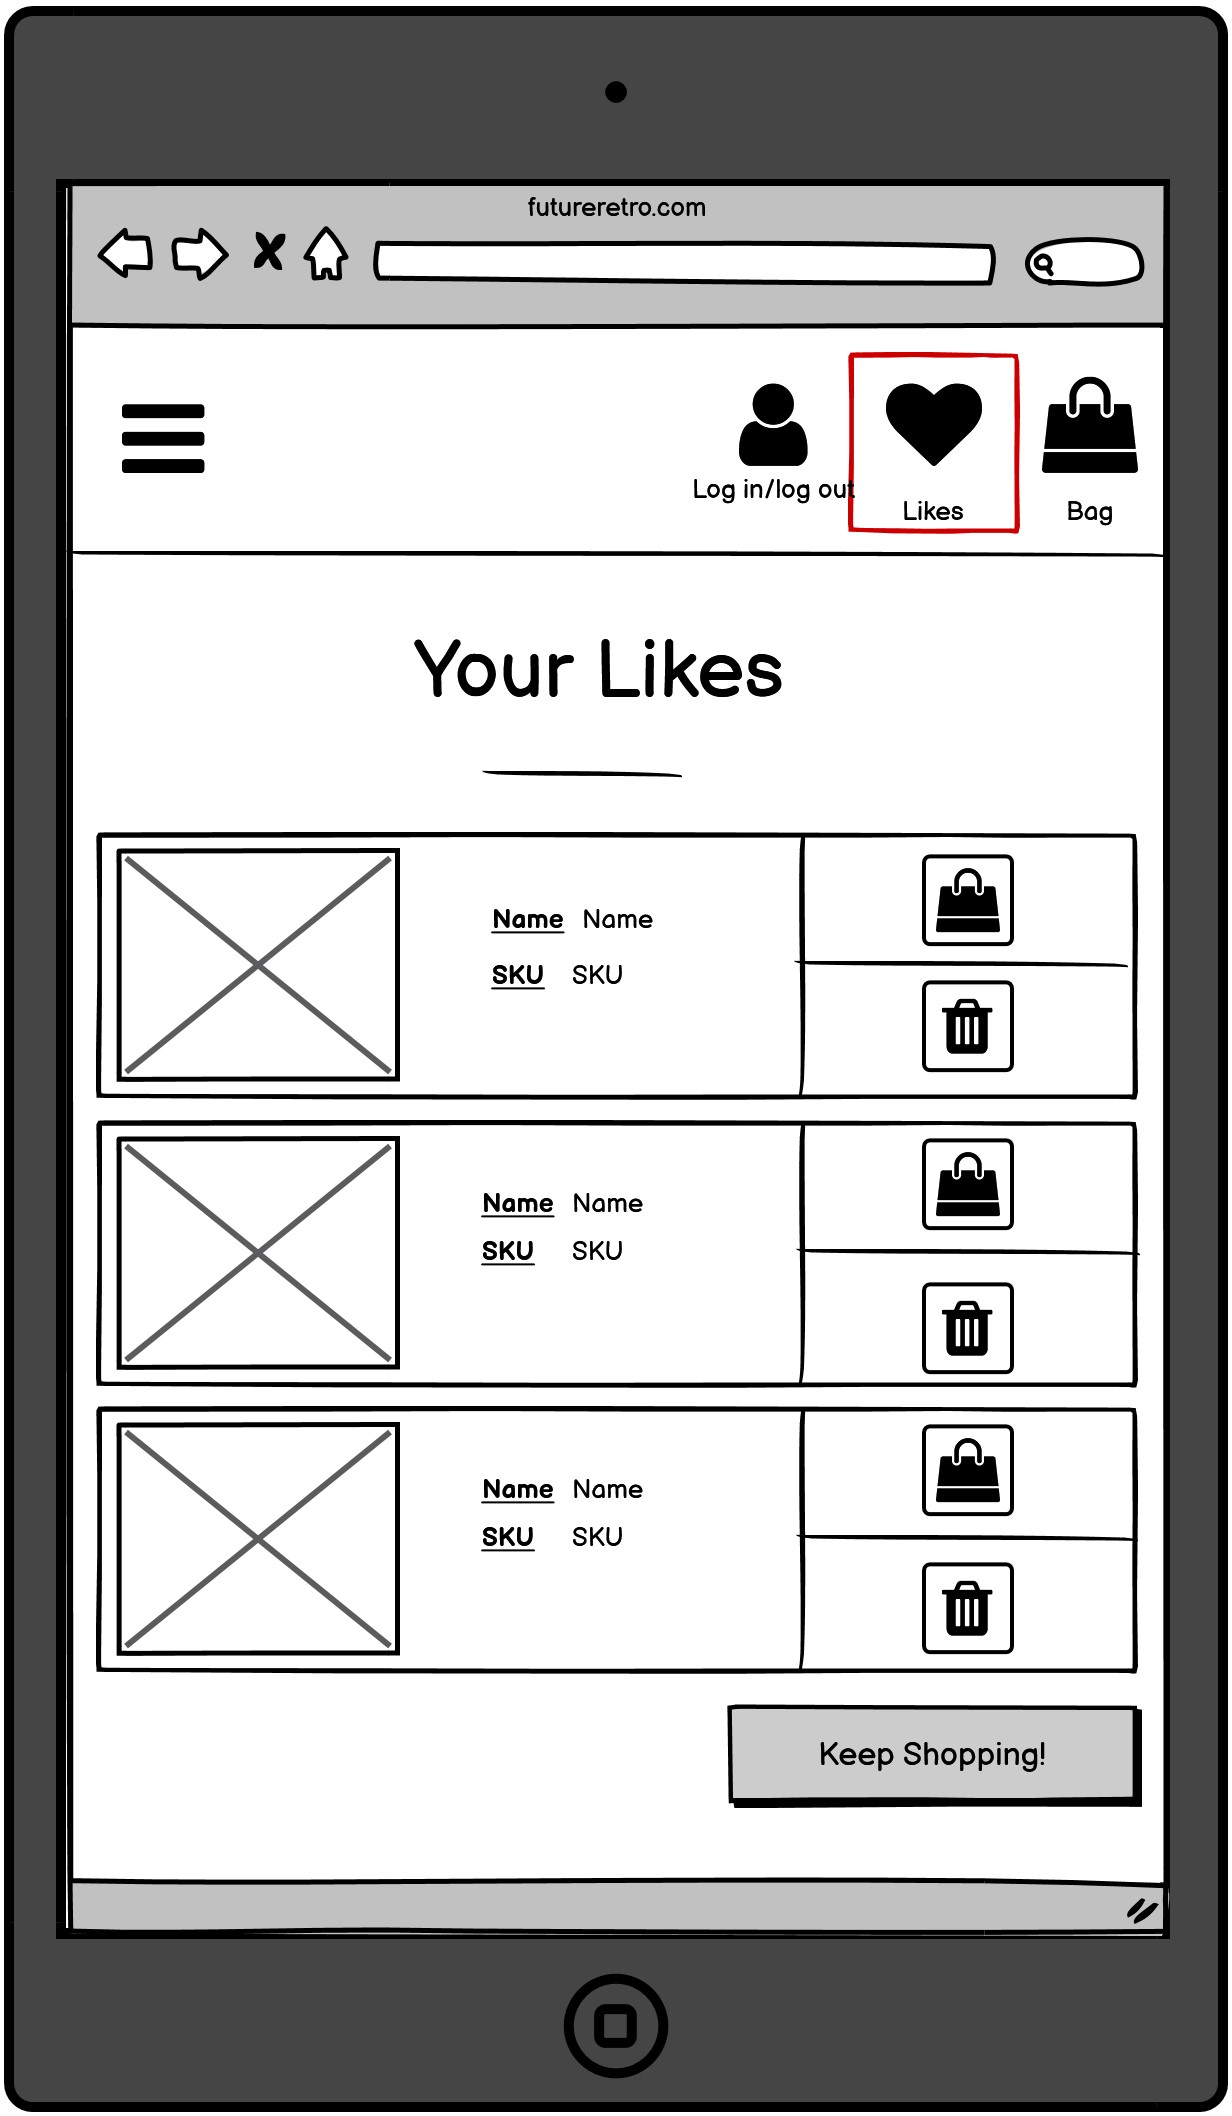 futureretro.com
Log in/log out
Likes
Bag
Your Likes
Name Name
SKU SKU
Name Name
SKU SKU
Name Name
SKU SKU
Keep Shopping!